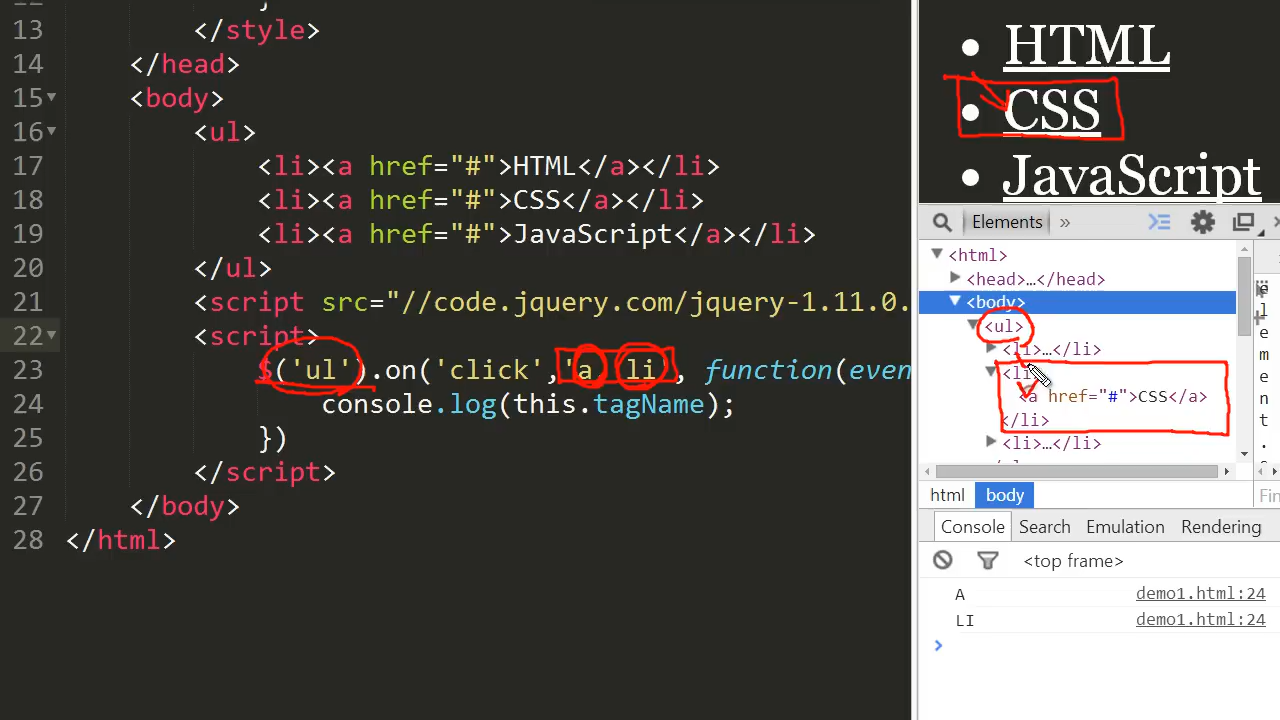 13 </style>
14 </head>
15 <body>
16 <ul>
17 <li><a href="#">HTML</a></li>
18 <li><a href="#">CSS</a></li>
19 <li><a href="#">JavaScript</a></li>
20 </ul>
21 <script src="//code.jquery.com/jquery-1.11.0.
22 <script>
23 $('ul').on('click','a, li', function(even
24 console.log(this.tagName);
25 })
26 </script>
27 </body>
28 </html>
HTML
CSS
JavaScript
Elements »
<html>
<head>…</head>
<body>
<ul>
<li>…</li>
<li>
<a href="#">CSS</a>
</li>
<li>…</li>
html body
Fin
Console Search Emulation Rendering
<top frame>
A demo1.html:24
LI demo1.html:24